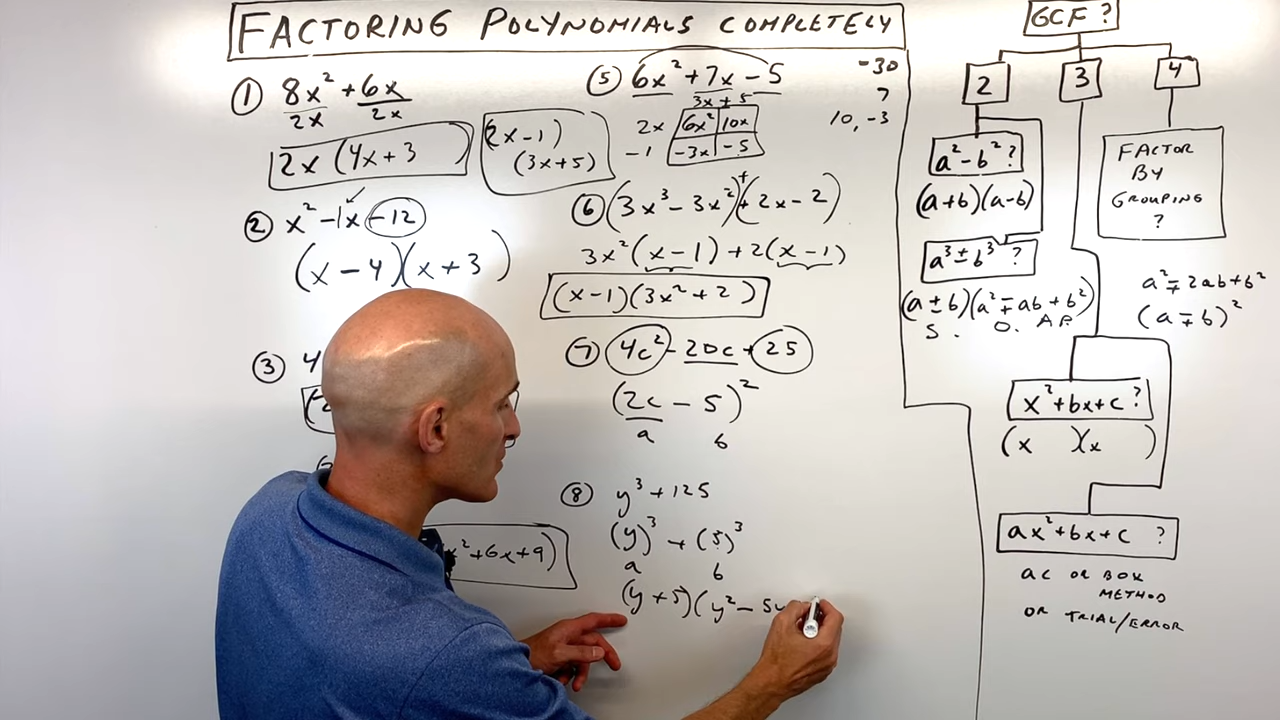 FACTORING POLYNOMIALS COMPLETELY
① 8x² + 6x
2x 2x
2x (4x + 3 )
② x² - 1x - 12
(x - 4)(x + 3 )
③ 4
x² + 6x + 9)
⑤ 6x² + 7x - 5
-30
7
10, -3
3x + 5
2x 6x² 10x
-1 -3x -5
(2x - 1)
(3x + 5)
⑥ (3x³ - 3x²) + (2x - 2)
3x² (x - 1) + 2(x - 1)
(x - 1)(3x² + 2 )
⑦ 4c² - 20c + 25
(2c - 5)²
a b
⑧ y³ + 125
(y)³ + (5)³
a b
(y + 5)(y² - 5y
GCF ?
2 3 4
a² - b² ?
(a + b)(a - b)
a³ ± b³ ?
(a ± b)(a² ∓ ab + b²)
S. O. A.P.
FACTOR
BY
GROUPING
?
a² ∓ 2ab + b²
(a ∓ b)²
x² + bx + c ?
(x )(x )
ax² + bx + c ?
AC OR BOX
METHOD
OR TRIAL/ERROR